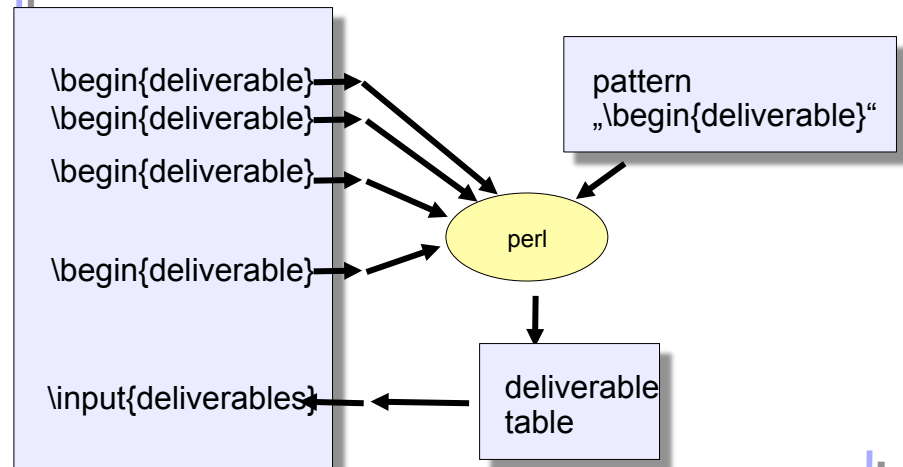 \begin{deliverable}
\begin{deliverable}
\begin{deliverable}
\begin{deliverable}
\input{deliverables}
pattern
„\begin{deliverable}“
perl
deliverable
table